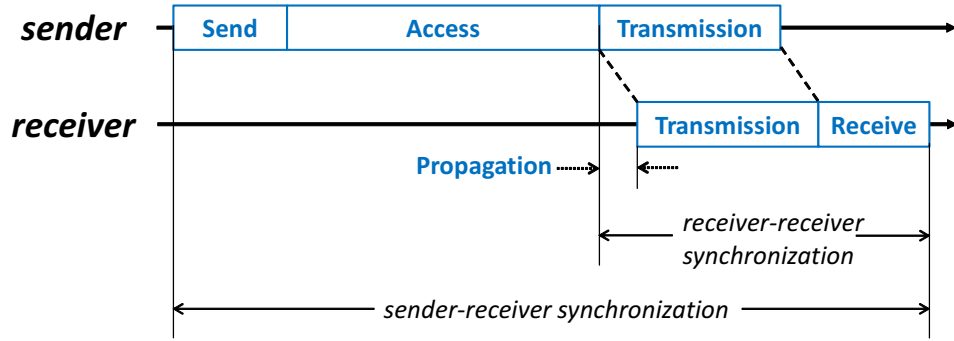 sender
Send
Access
Transmission
receiver
Transmission
Receive
Propagation
receiver-receiver
synchronization
sender-receiver synchronization